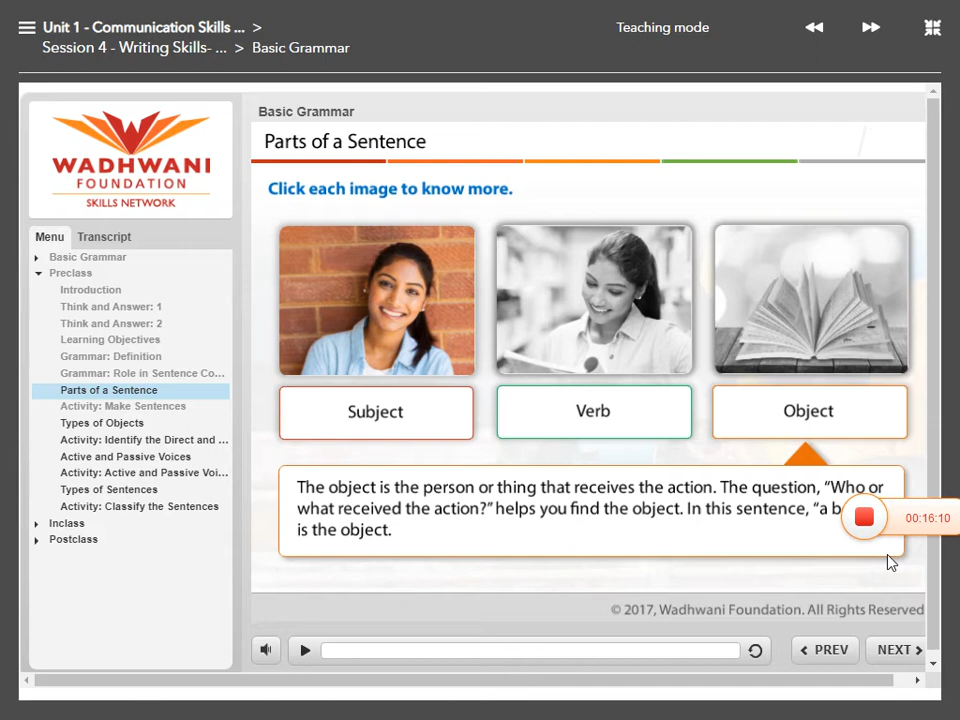 Unit 1 - Communication Skills ... >
Teaching mode
Session 4 - Writing Skills- ... > Basic Grammar
WADHWANI
FOUNDATION
SKILLS NETWORK
Menu Transcript
Basic Grammar
Preclass
Introduction
Think and Answer: 1
Think and Answer: 2
Learning Objectives
Grammar: Definition
Grammar: Role in Sentence Co...
Parts of a Sentence
Activity: Make Sentences
Types of Objects
Activity: Identify the Direct and ...
Active and Passive Voices
Activity: Active and Passive Voi...
Types of Sentences
Activity: Classify the Sentences
Inclass
Postclass
Basic Grammar
Parts of a Sentence
Click each image to know more.
Subject Verb Object
The object is the person or thing that receives the action. The question, “Who or
what received the action?” helps you find the object. In this sentence, “a
is the object.
00:16:10
© 2017, Wadhwani Foundation. All Rights Reserved
PREV NEXT